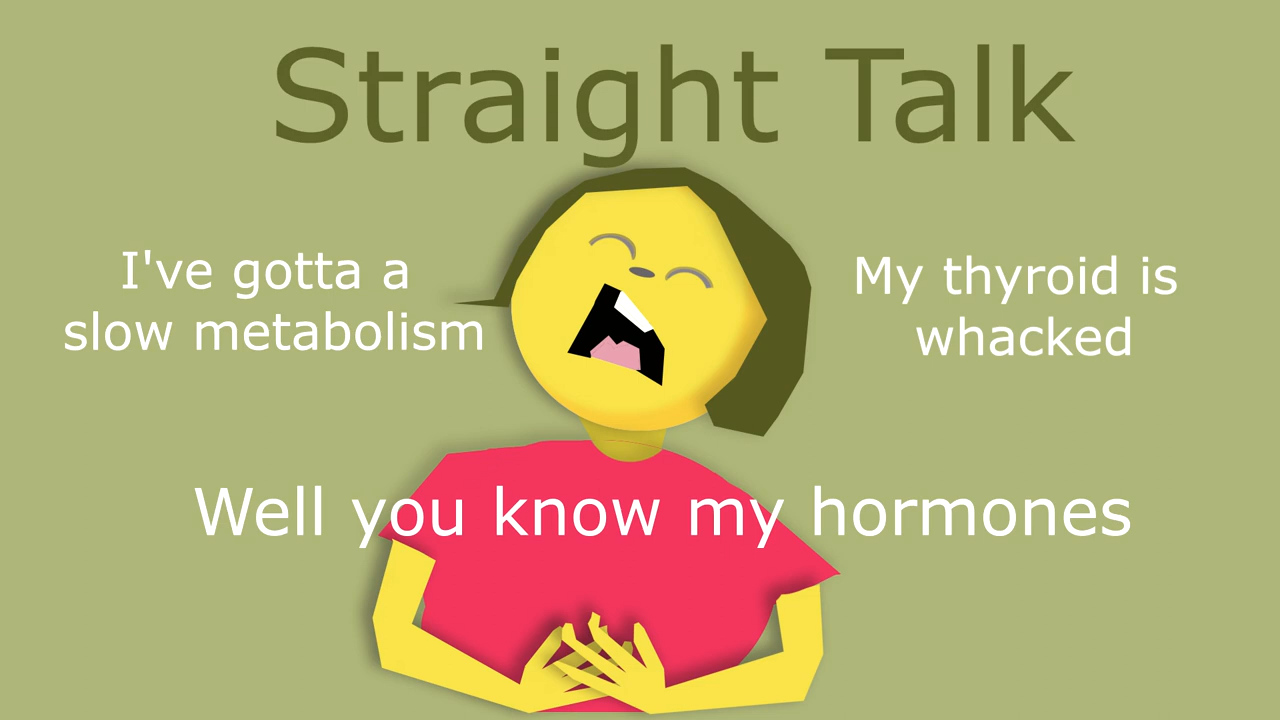 Straight Talk
I've gotta a
slow metabolism
My thyroid is
whacked
Well you know my hormones